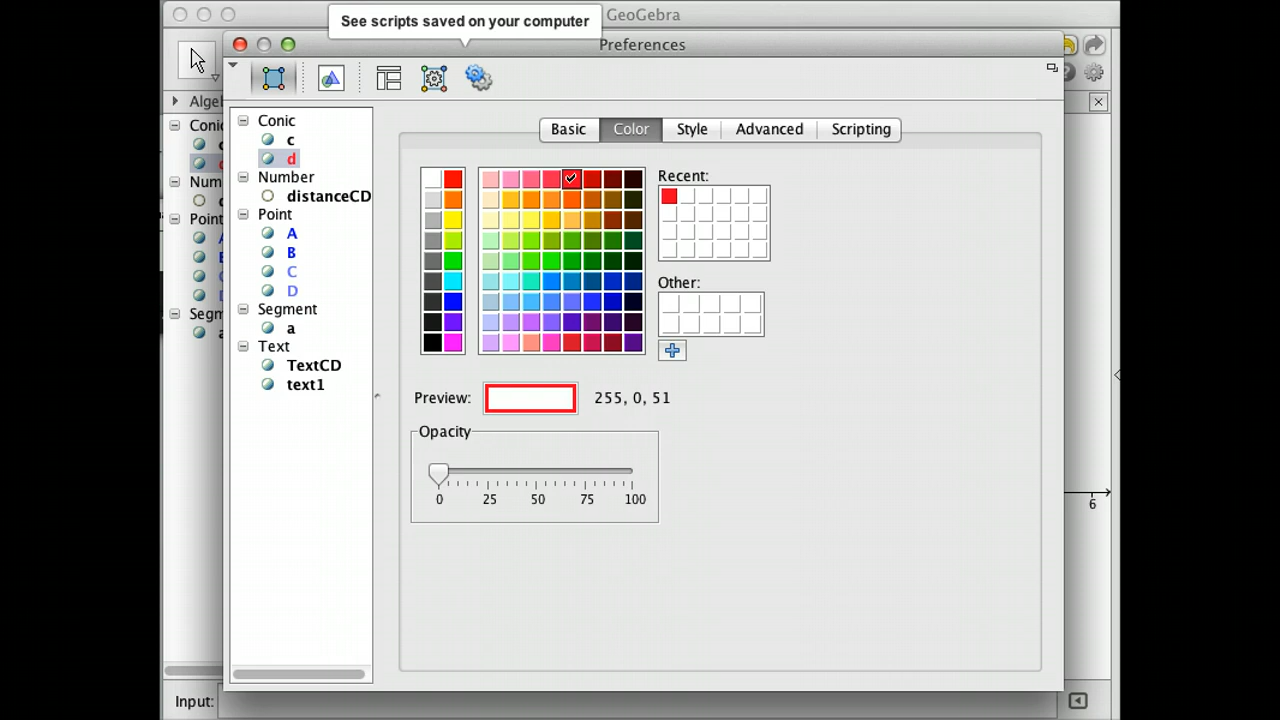 See scripts saved on your computer
GeoGebra
Preferences
Conic
c
d
Number
distanceCD
Point
A
B
C
D
Segment
a
Text
TextCD
text1
Basic
Color
Style
Advanced
Scripting
Recent:
Other:
Preview:
255, 0, 51
Opacity
0 25 50 75 100
6
Input: